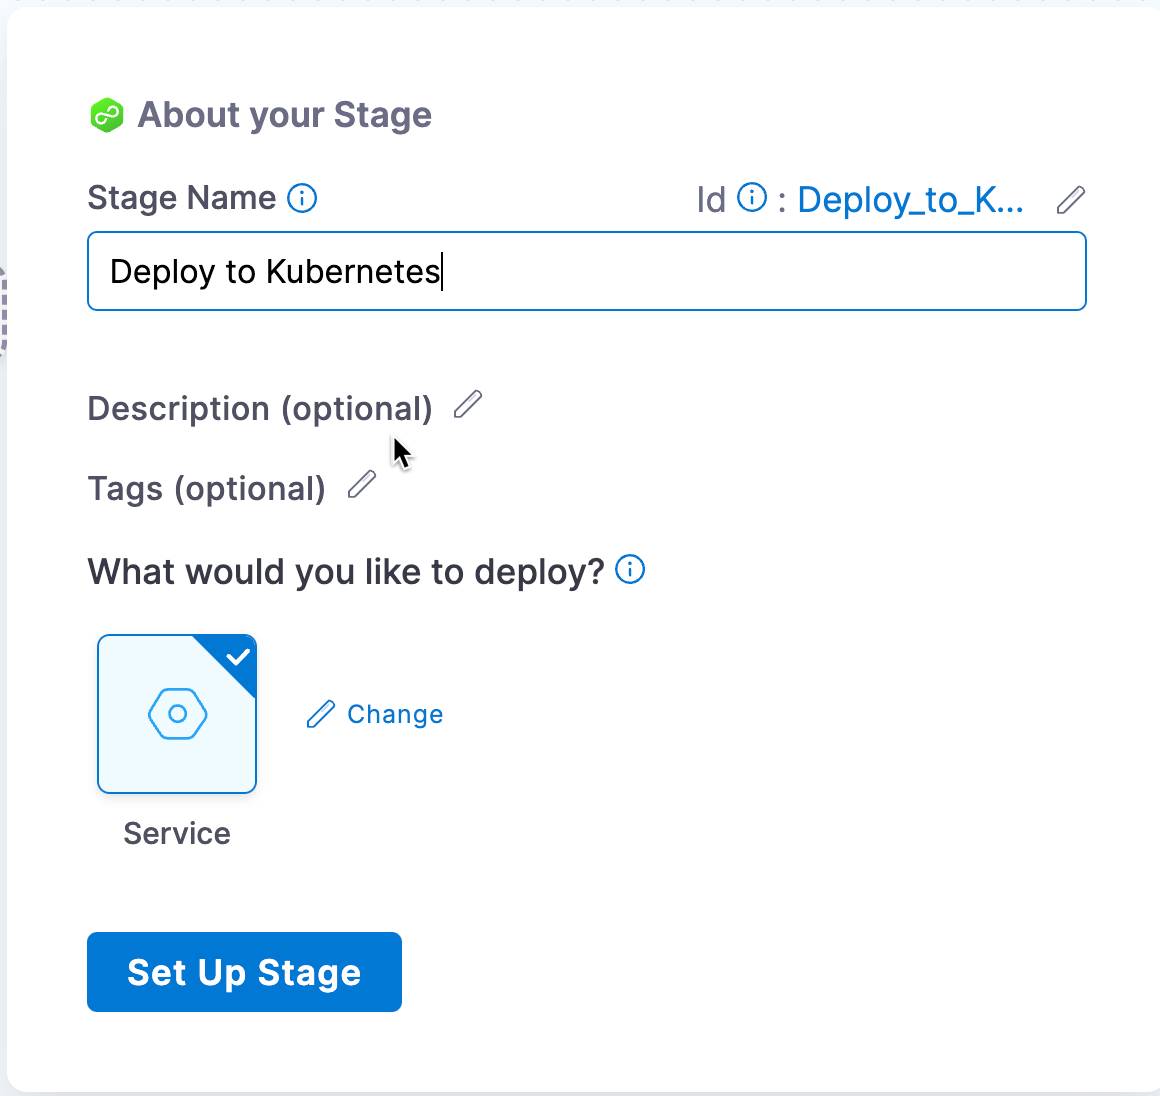 About your Stage
Stage Name
Id : Deploy_to_K...
Deploy to Kubernetes
Description (optional)
Tags (optional)
What would you like to deploy?
Change
Service
Set Up Stage